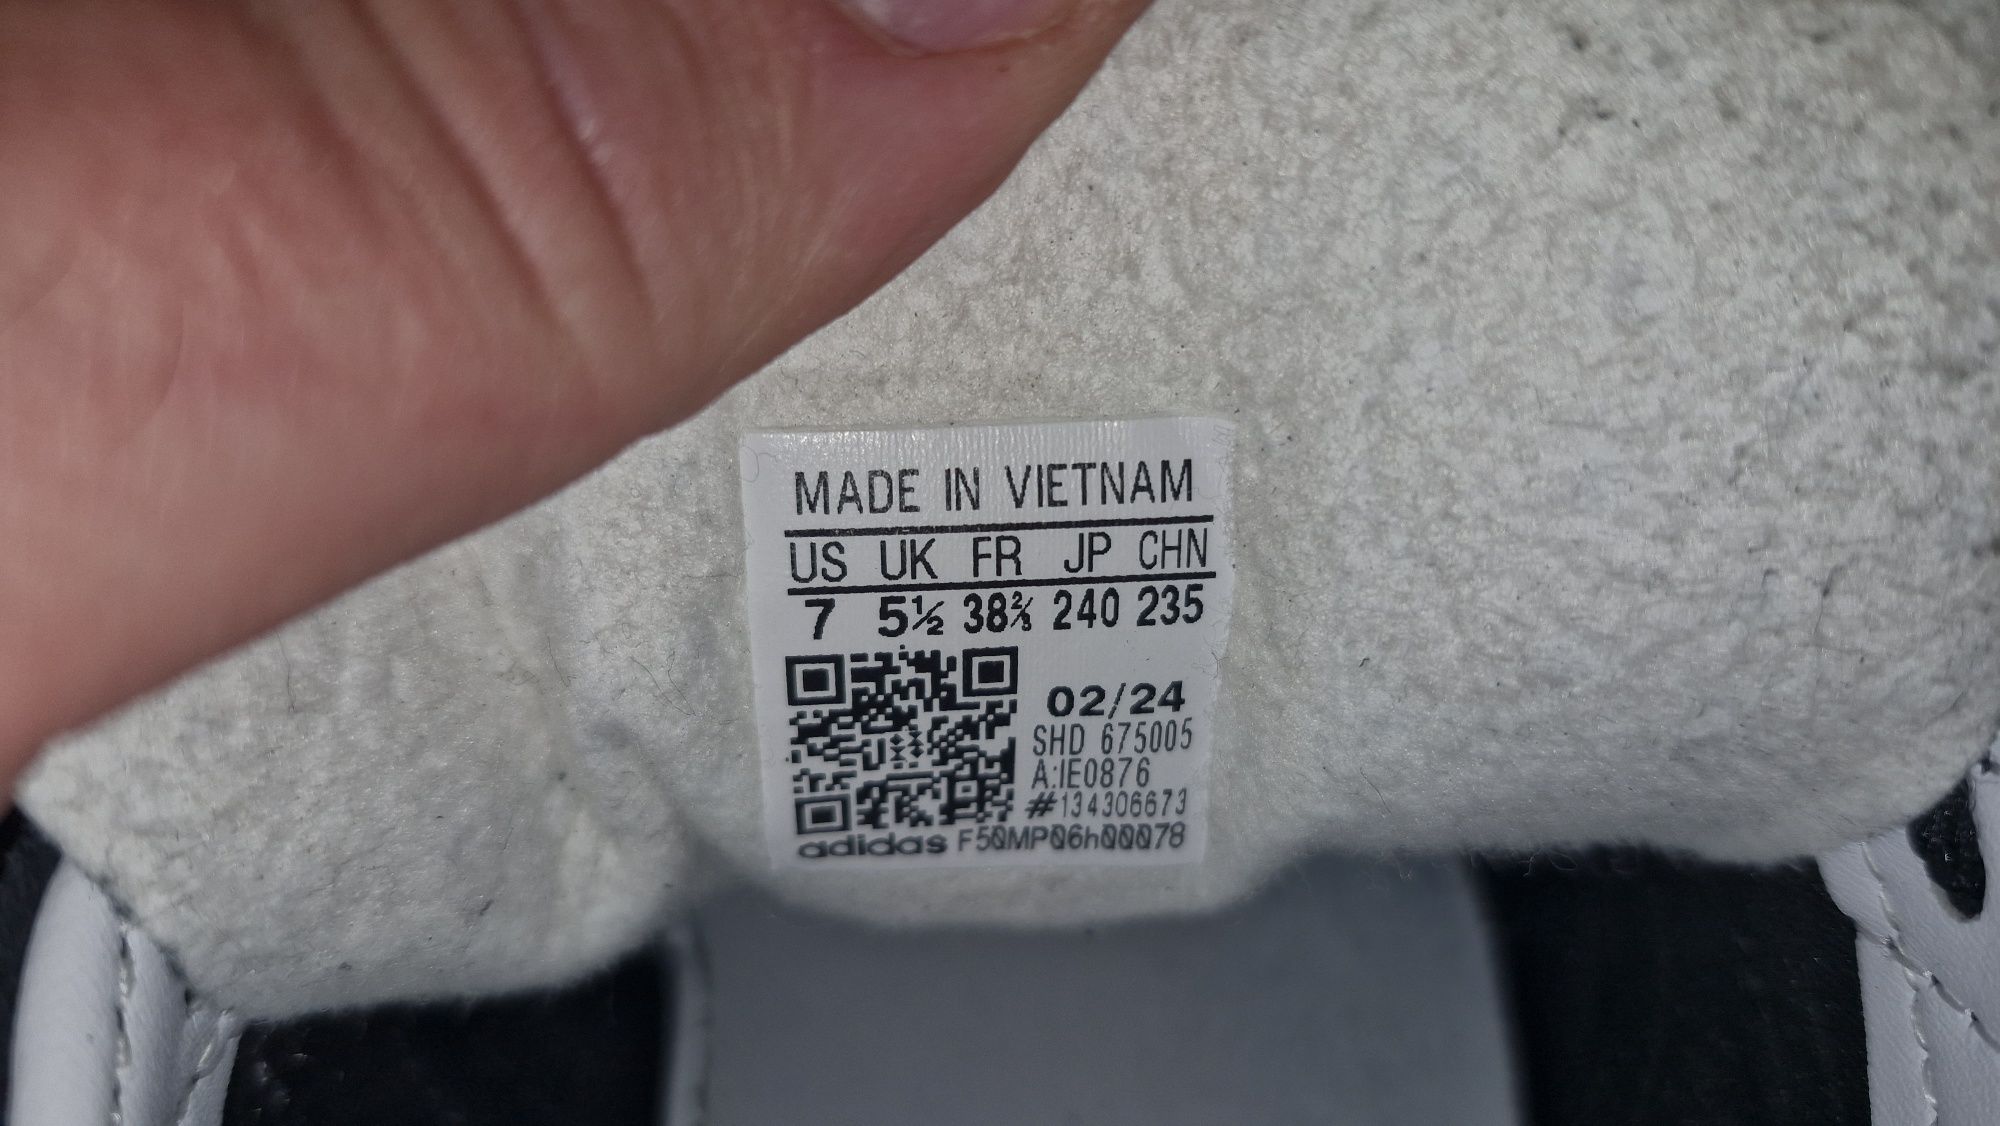 MADE IN VIETNAM
US UK FR JP CHN
7 5½ 38⅔ 240 235
02/24
SHD 675005
A:IE0876
#134306673
adidas F50MP06h00078